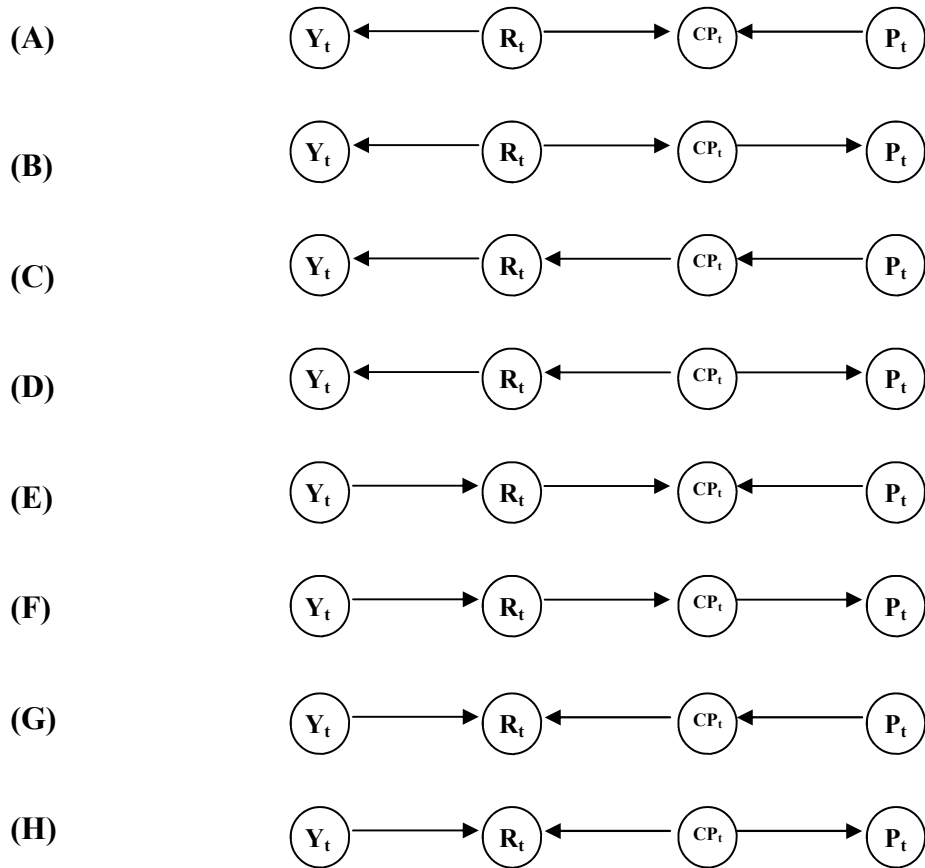 (A) Yₜ Rₜ CPₜ Pₜ
(B) Yₜ Rₜ CPₜ Pₜ
(C) Yₜ Rₜ CPₜ Pₜ
(D) Yₜ Rₜ CPₜ Pₜ
(E) Yₜ Rₜ CPₜ Pₜ
(F) Yₜ Rₜ CPₜ Pₜ
(G) Yₜ Rₜ CPₜ Pₜ
(H) Yₜ Rₜ CPₜ Pₜ